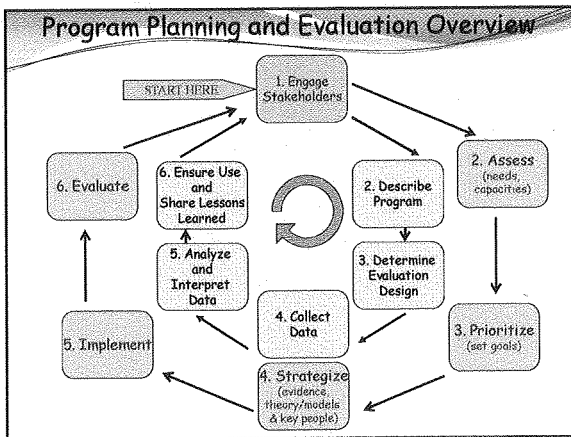 Program Planning and Evaluation Overview
START HERE
1. Engage
Stakeholders
2. Assess
(needs,
capacities)
3. Prioritize
(set goals)
4. Strategize
(evidence,
theory/models
& key people)
5. Implement
6. Evaluate
2. Describe
Program
3. Determine
Evaluation
Design
4. Collect
Data
5. Analyze
and
Interpret
Data
6. Ensure Use
and
Share Lessons
Learned